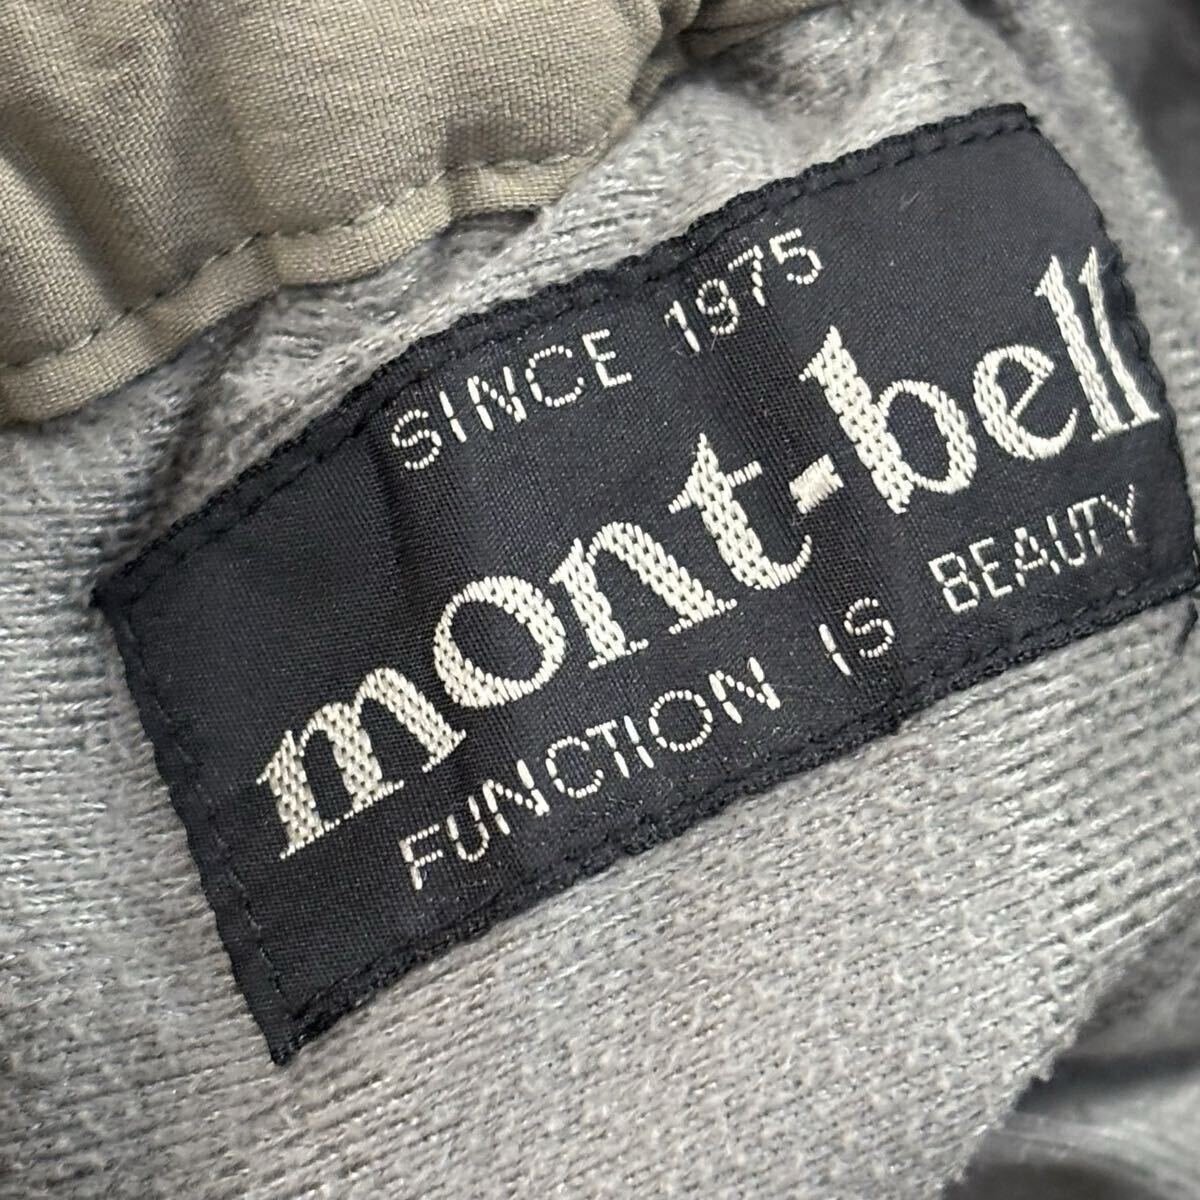 SINCE 1975
mont-bell
FUNCTION IS BEAUTY